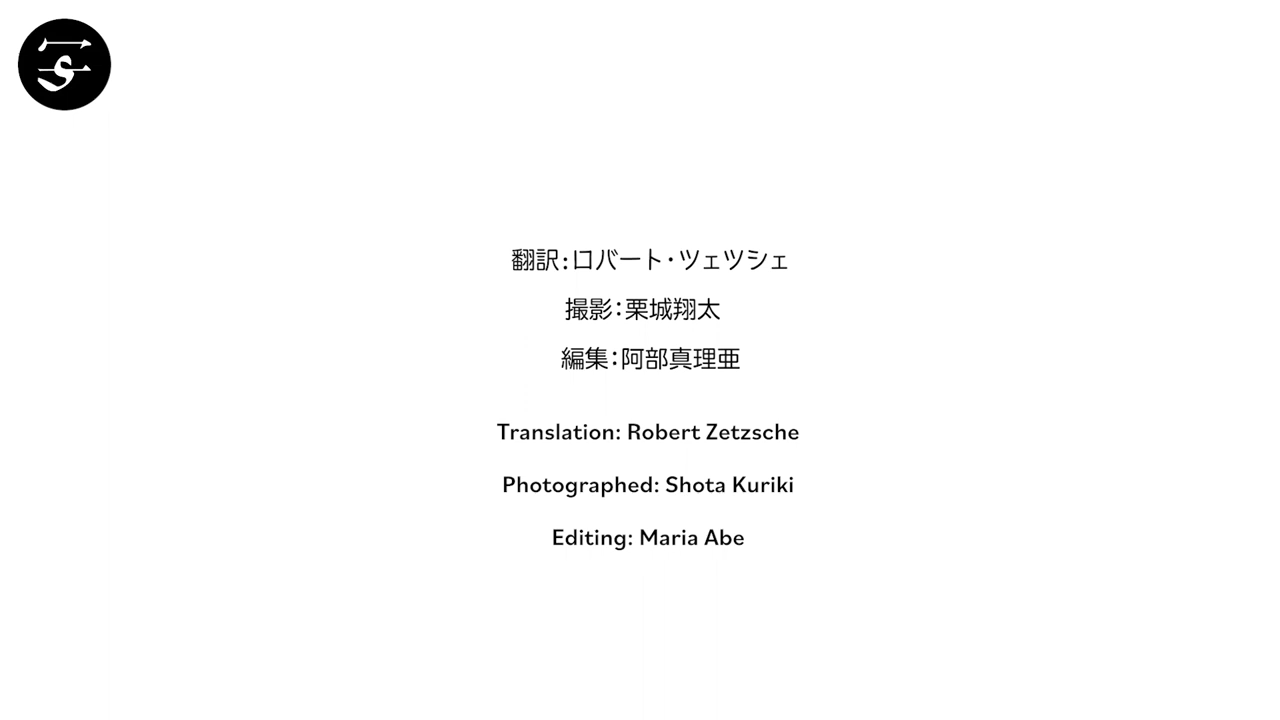 翻訳：ロバート・ツェツシェ
撮影：栗城翔太
編集：阿部真理亜
Translation: Robert Zetzsche
Photographed: Shota Kuriki
Editing: Maria Abe